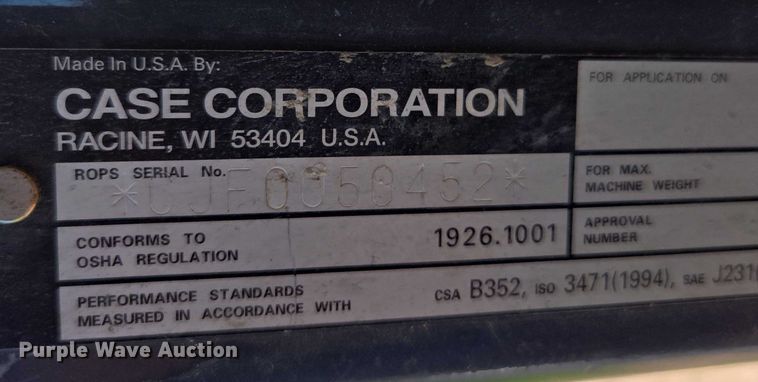 Made In U.S.A. By:
CASE CORPORATION
RACINE, WI 53404 U.S.A.
ROPS SERIAL No.
CONFORMS TO
OSHA REGULATION
1926.1001
PERFORMANCE STANDARDS
MEASURED IN ACCORDANCE WITH
CSA B352, ISO 3471(1994), SAE J231
FOR APPLICATION ON
FOR MAX.
MACHINE WEIGHT
APPROVAL
NUMBER
Purple Wave Auction